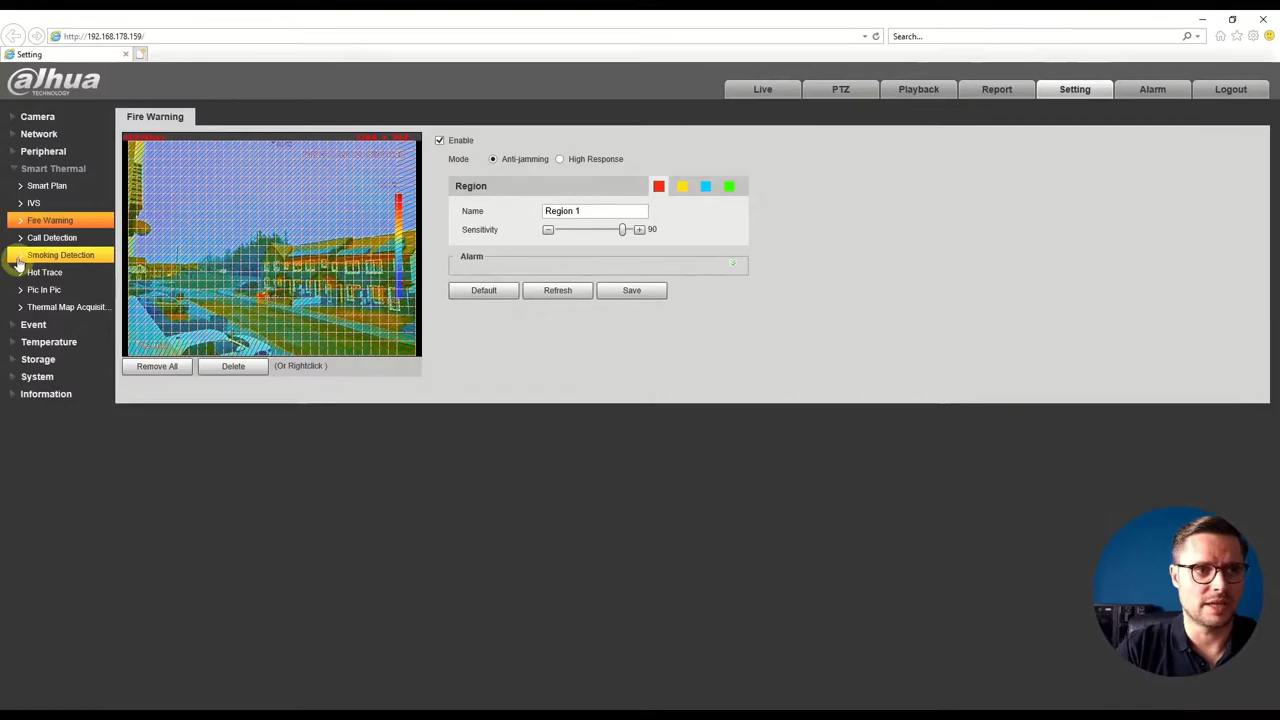 http://192.168.178.159/
Search...
Setting
alhua
TECHNOLOGY
Live
PTZ
Playback
Report
Setting
Alarm
Logout
Camera
Network
Peripheral
Smart Thermal
Smart Plan
IVS
Fire Warning
Call Detection
Smoking Detection
Hot Trace
Pic In Pic
Thermal Map Acquisit...
Event
Temperature
Storage
System
Information
Fire Warning
Remove All
Delete
(Or Rightclick )
Enable
Mode
Anti-jamming
High Response
Region
Name
Region 1
Sensitivity
90
Alarm
Default
Refresh
Save